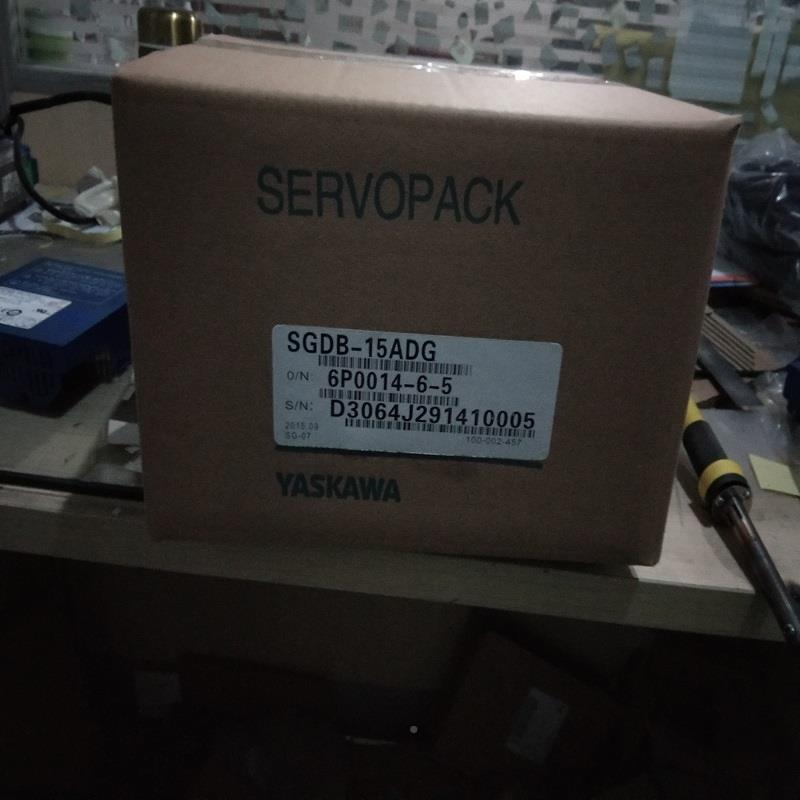 SERVOPACK
SGDB-15ADG
O/N: 6P0014-6-5
S/N: D3064J291410005
2015.09
SG-07
100-002-457
YASKAWA